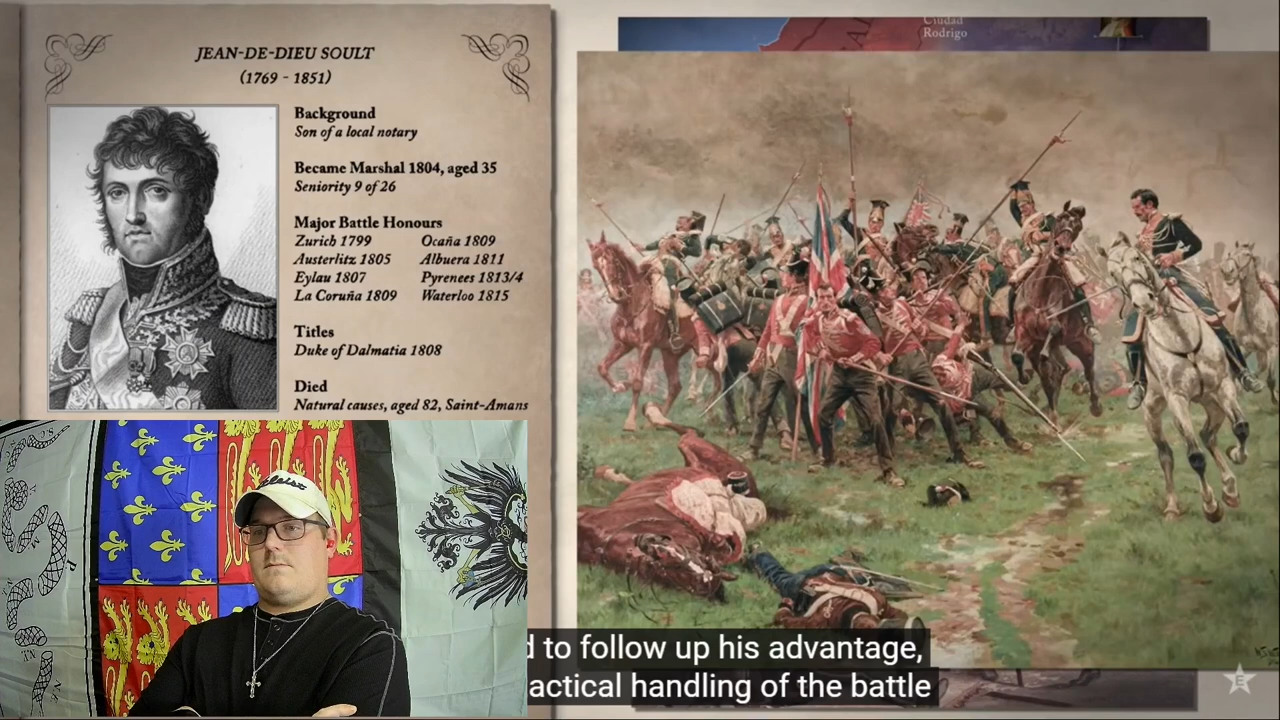 JEAN-DE-DIEU SOULT
(1769 - 1851)
Background
Son of a local notary
Became Marshal 1804, aged 35
Seniority 9 of 26
Major Battle Honours
Zurich 1799 Ocaña 1809
Austerlitz 1805 Albuera 1811
Eylau 1807 Pyrenees 1813/4
La Coruña 1809 Waterloo 1815
Titles
Duke of Dalmatia 1808
Died
Natural causes, aged 82, Saint-Amans
Ciudad
Rodrigo
Titleist
d to follow up his advantage,
actical handling of the battle
E